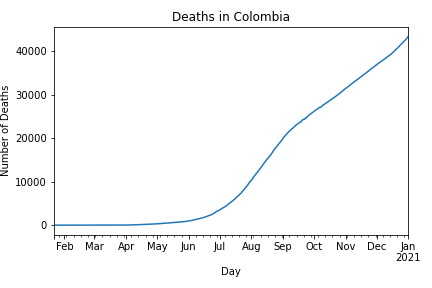 Deaths in Colombia
Number of Deaths
40000
30000
20000
10000
0
Feb Mar Apr May Jun Jul Aug Sep Oct Nov Dec Jan
2021
Day